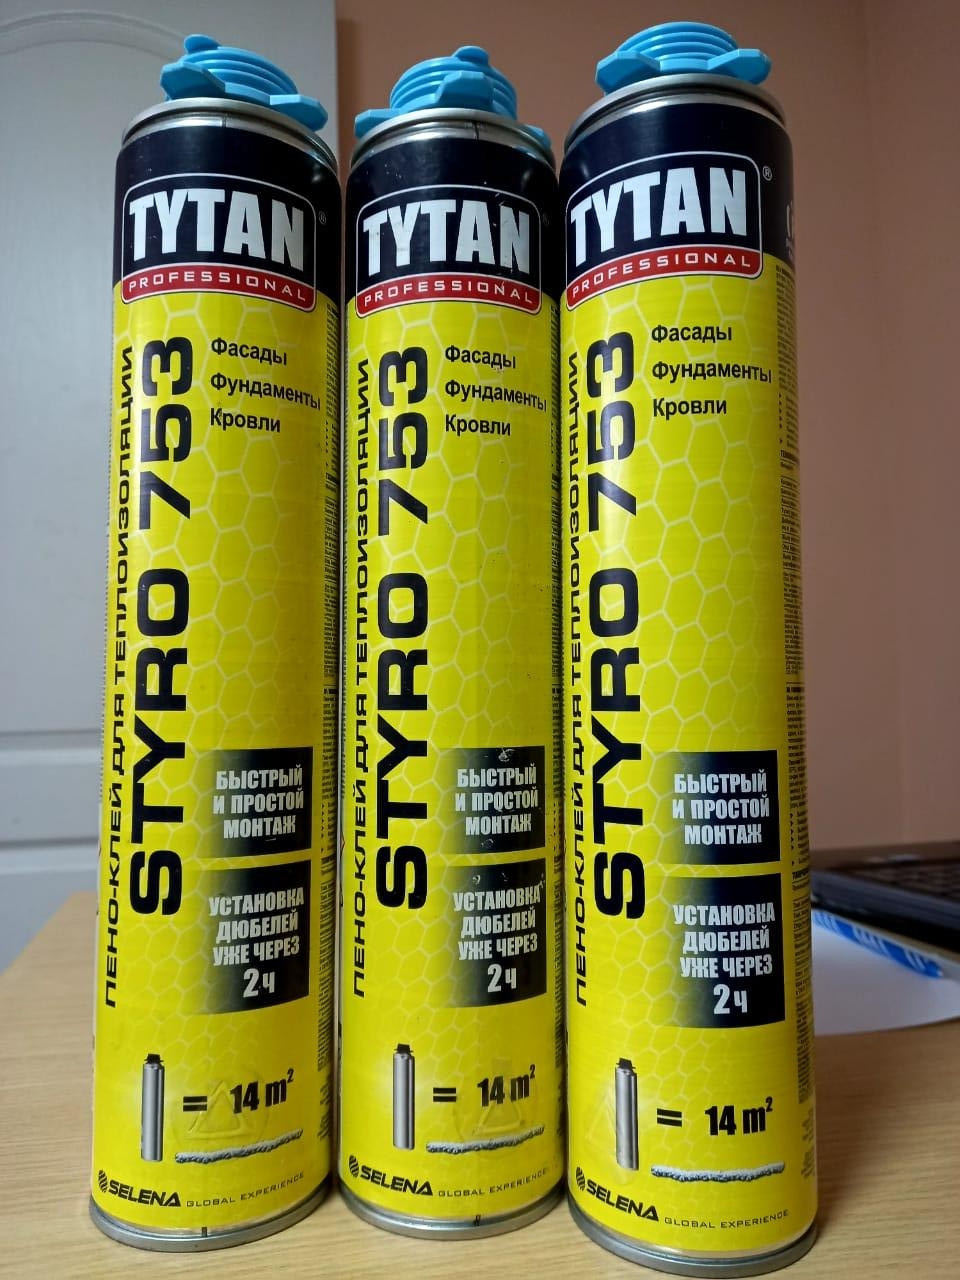 TYTAN ®
PROFESSIONAL
ПЕНО-КЛЕЙ ДЛЯ ТЕПЛОИЗОЛЯЦИИ
STYRO 753
Фасады
Фундаменты
Кровли
БЫСТРЫЙ
И ПРОСТОЙ
МОНТАЖ
УСТАНОВКА
ДЮБЕЛЕЙ
УЖЕ ЧЕРЕЗ
2 ч
= 14 m²
SELENA GLOBAL EXPERIENCE
TYTAN
PROFESSIONAL
ПЕНО-КЛЕЙ ДЛЯ ТЕПЛОИЗОЛЯЦИИ
STYRO 753
Фасады
Фундаменты
Кровли
БЫСТРЫЙ
И ПРОСТОЙ
МОНТАЖ
УСТАНОВКА
ДЮБЕЛЕЙ
УЖЕ ЧЕРЕЗ
2 ч
= 14 m²
SELENA GLOBAL EXPERIENCE
TYTAN ®
PROFESSIONAL
ПЕНО-КЛЕЙ ДЛЯ ТЕПЛОИЗОЛЯЦИИ
STYRO 753
Фасады
Фундаменты
Кровли
БЫСТРЫЙ
И ПРОСТОЙ
МОНТАЖ
УСТАНОВКА
ДЮБЕЛЕЙ
УЖЕ ЧЕРЕЗ
2 ч
= 14 m²
SELENA GLOBAL EXPERIENCE